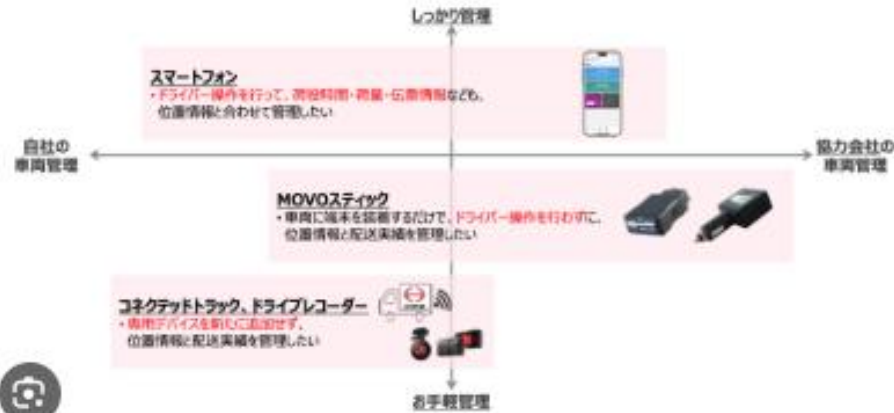 しっかり管理
スマートフォン
・ドライバー操作を行って、荷役時間・荷量・伝票情報なども、
位置情報と合わせて管理したい
自社の
車両管理
協力会社の
車両管理
MOVOスティック
・車両に端末を装着するだけで、ドライバー操作を行わずに、
位置情報と配送実績を管理したい
コネクテッドトラック、ドライブレコーダー
・専用デバイスを新たに追加せず、
位置情報と配送実績を管理したい
お手軽管理